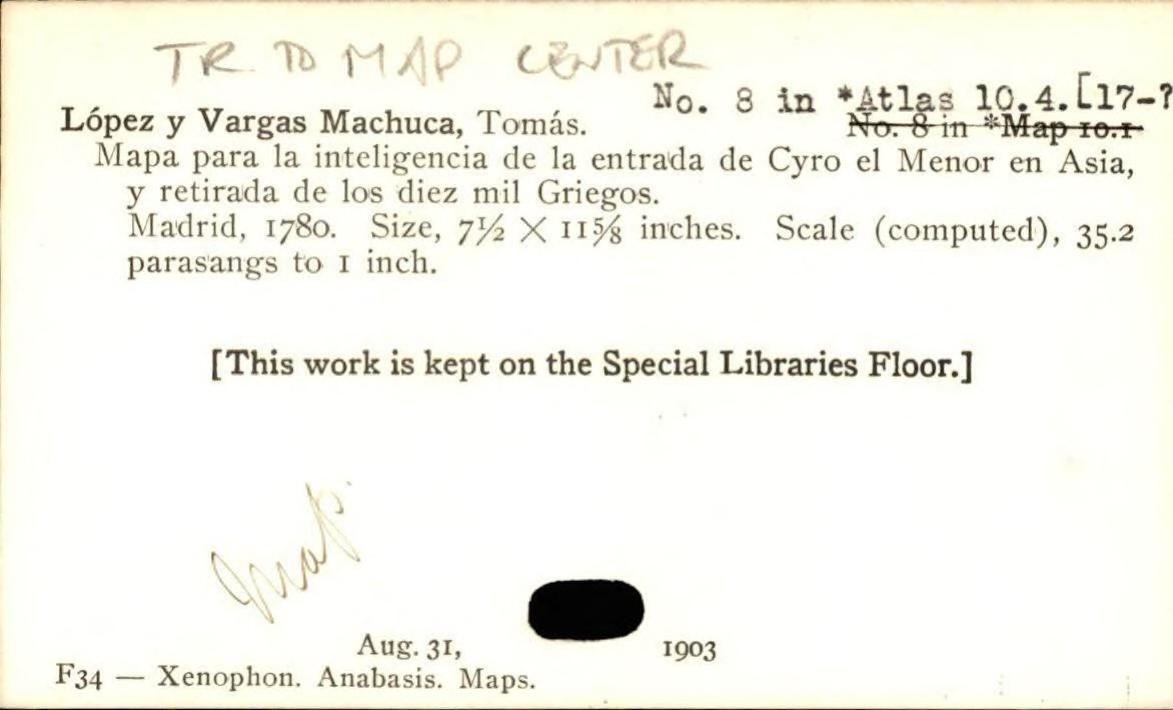 TR TO MAP CENTER
No. 8 in *Atlas 10.4.[17-?
López y Vargas Machuca, Tomás.
No. 8 in *Map 10.1
Mapa para la inteligencia de la entrada de Cyro el Menor en Asia,
y retirada de los diez mil Griegos.
Madrid, 1780. Size, 7½ X 11⅝ inches. Scale (computed), 35.2
parasangs to 1 inch.
[This work is kept on the Special Libraries Floor.]
Map.
Aug. 31, 1903
F34 — Xenophon. Anabasis. Maps.